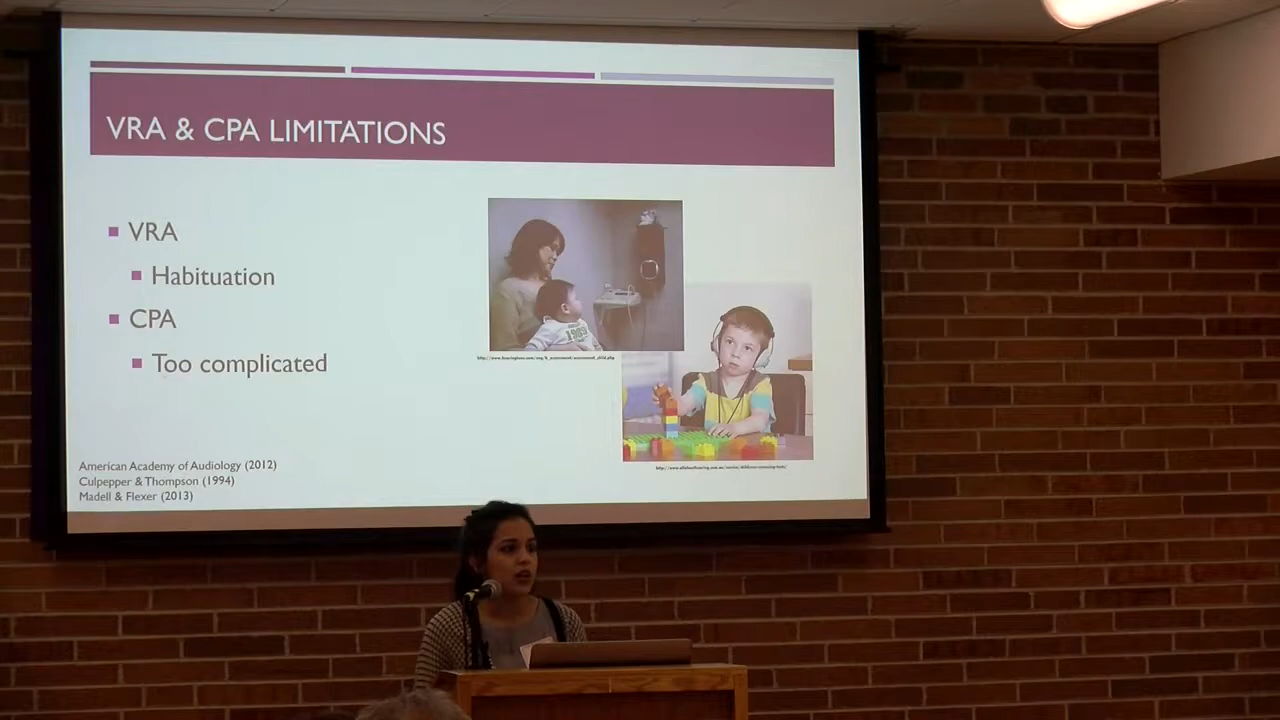 VRA & CPA LIMITATIONS
VRA
Habituation
CPA
Too complicated
1989
American Academy of Audiology (2012)
Culpepper & Thompson (1994)
Madell & Flexer (2013)